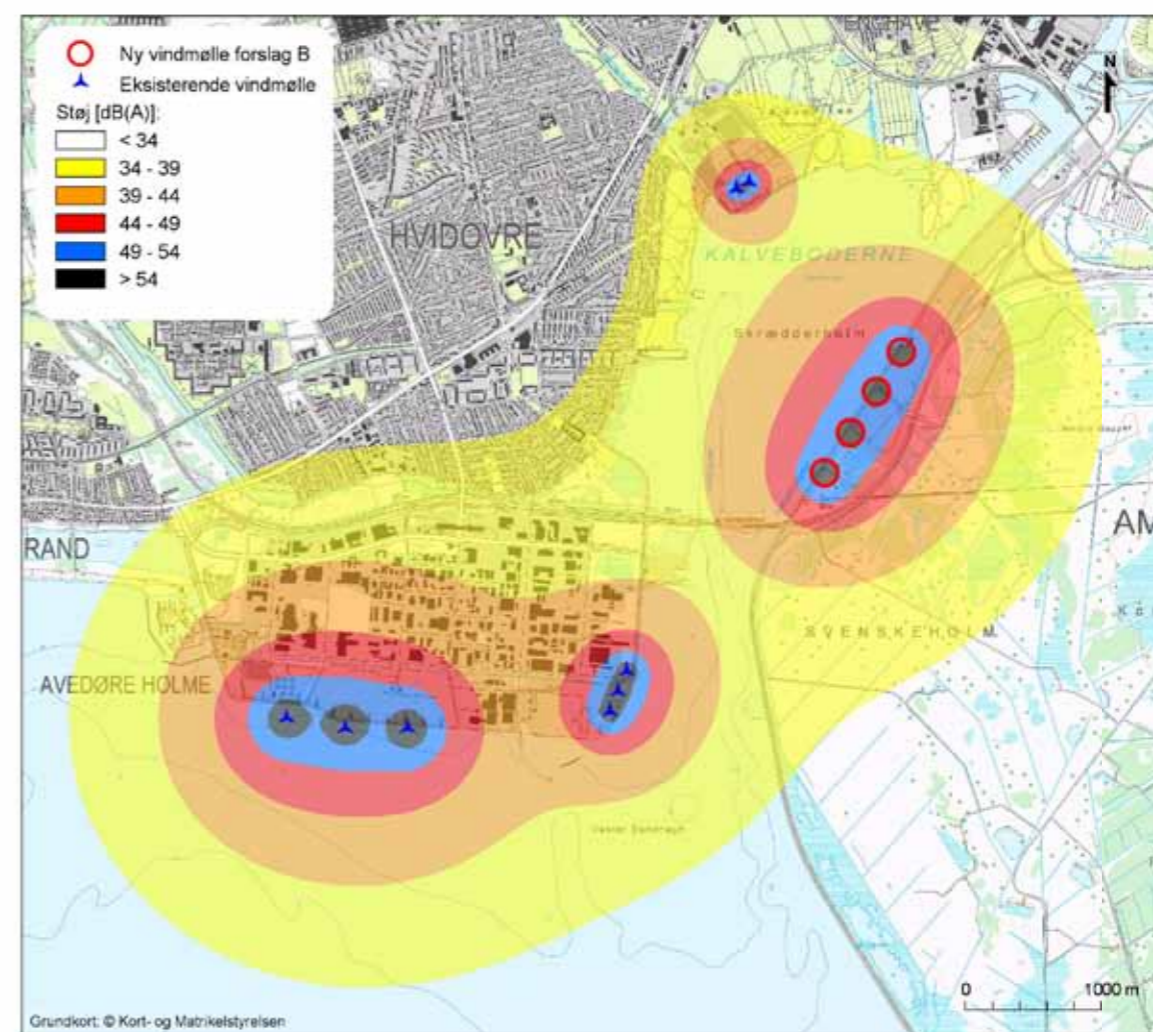 Ny vindmølle forslag B
Eksisterende vindmølle
Støj [dB(A)]:
< 34
34 - 39
39 - 44
44 - 49
49 - 54
> 54
ENGHAVE
N
HVIDOVRE
KALVEBODERNE
Skrædderholm
RAND
AM
SVENSKEHOLM
AVEDØRE HOLME
0 1000 m
Grundkort: © Kort- og Matrikelstyrelsen